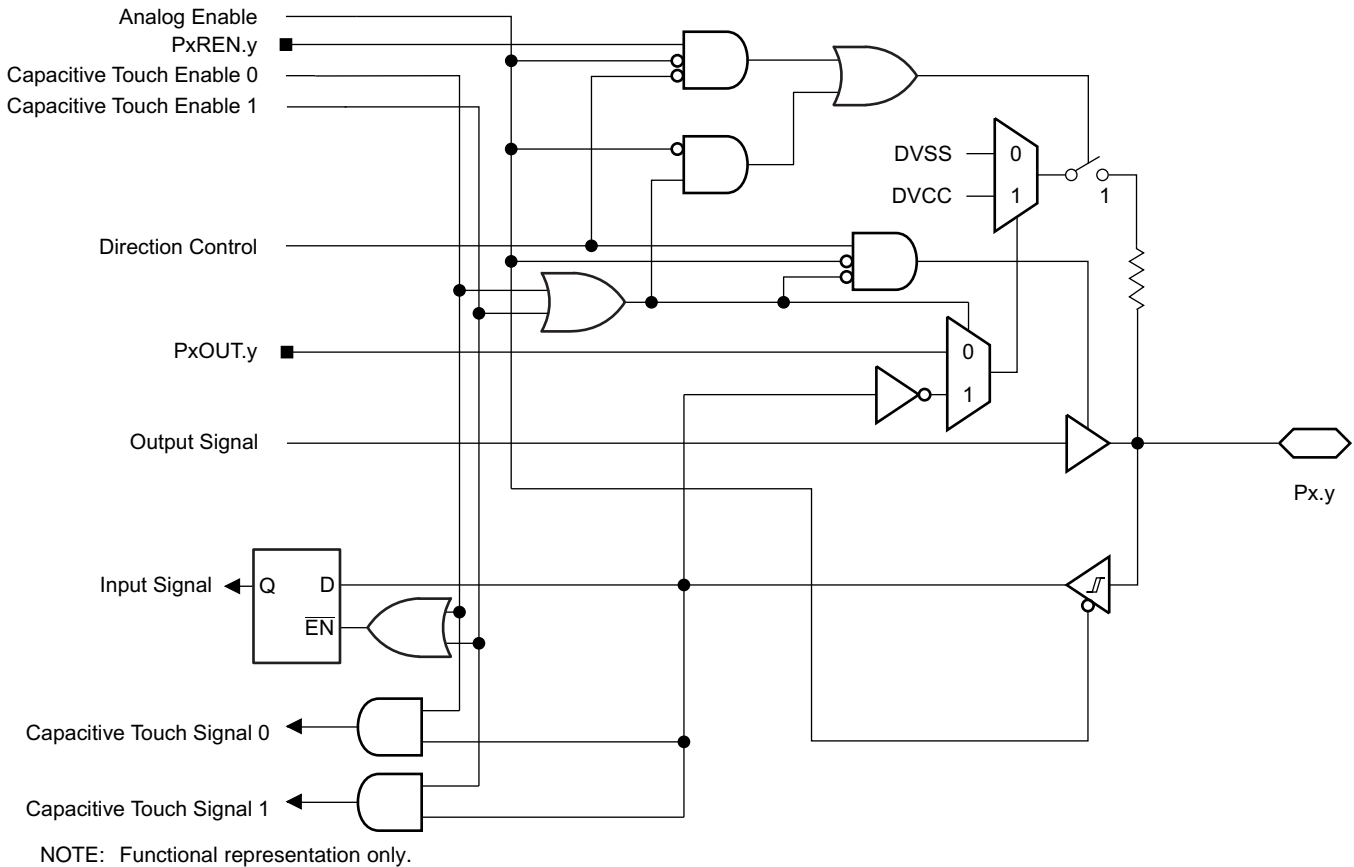 Analog Enable
PxREN.y
Capacitive Touch Enable 0
Capacitive Touch Enable 1
DVSS
0
DVCC
1
1
Direction Control
PxOUT.y
0
1
Output Signal
Px.y
Input Signal
Q
D
EN
Capacitive Touch Signal 0
Capacitive Touch Signal 1
NOTE: Functional representation only.